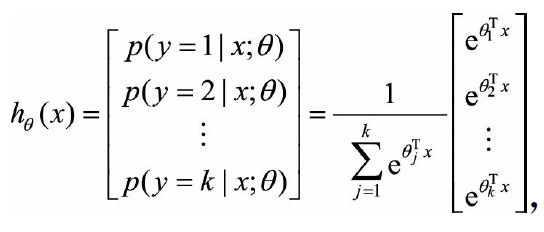 h_θ(x) = [ p(y = 1 | x; θ) p(y = 2 | x; θ) ⋮ p(y = k | x; θ) ] = 1 / ∑_{j=1}^{k} e^{θ_j^T x} [ e^{θ_1^T x} e^{θ_2^T x} ⋮ e^{θ_k^T x} ] ,